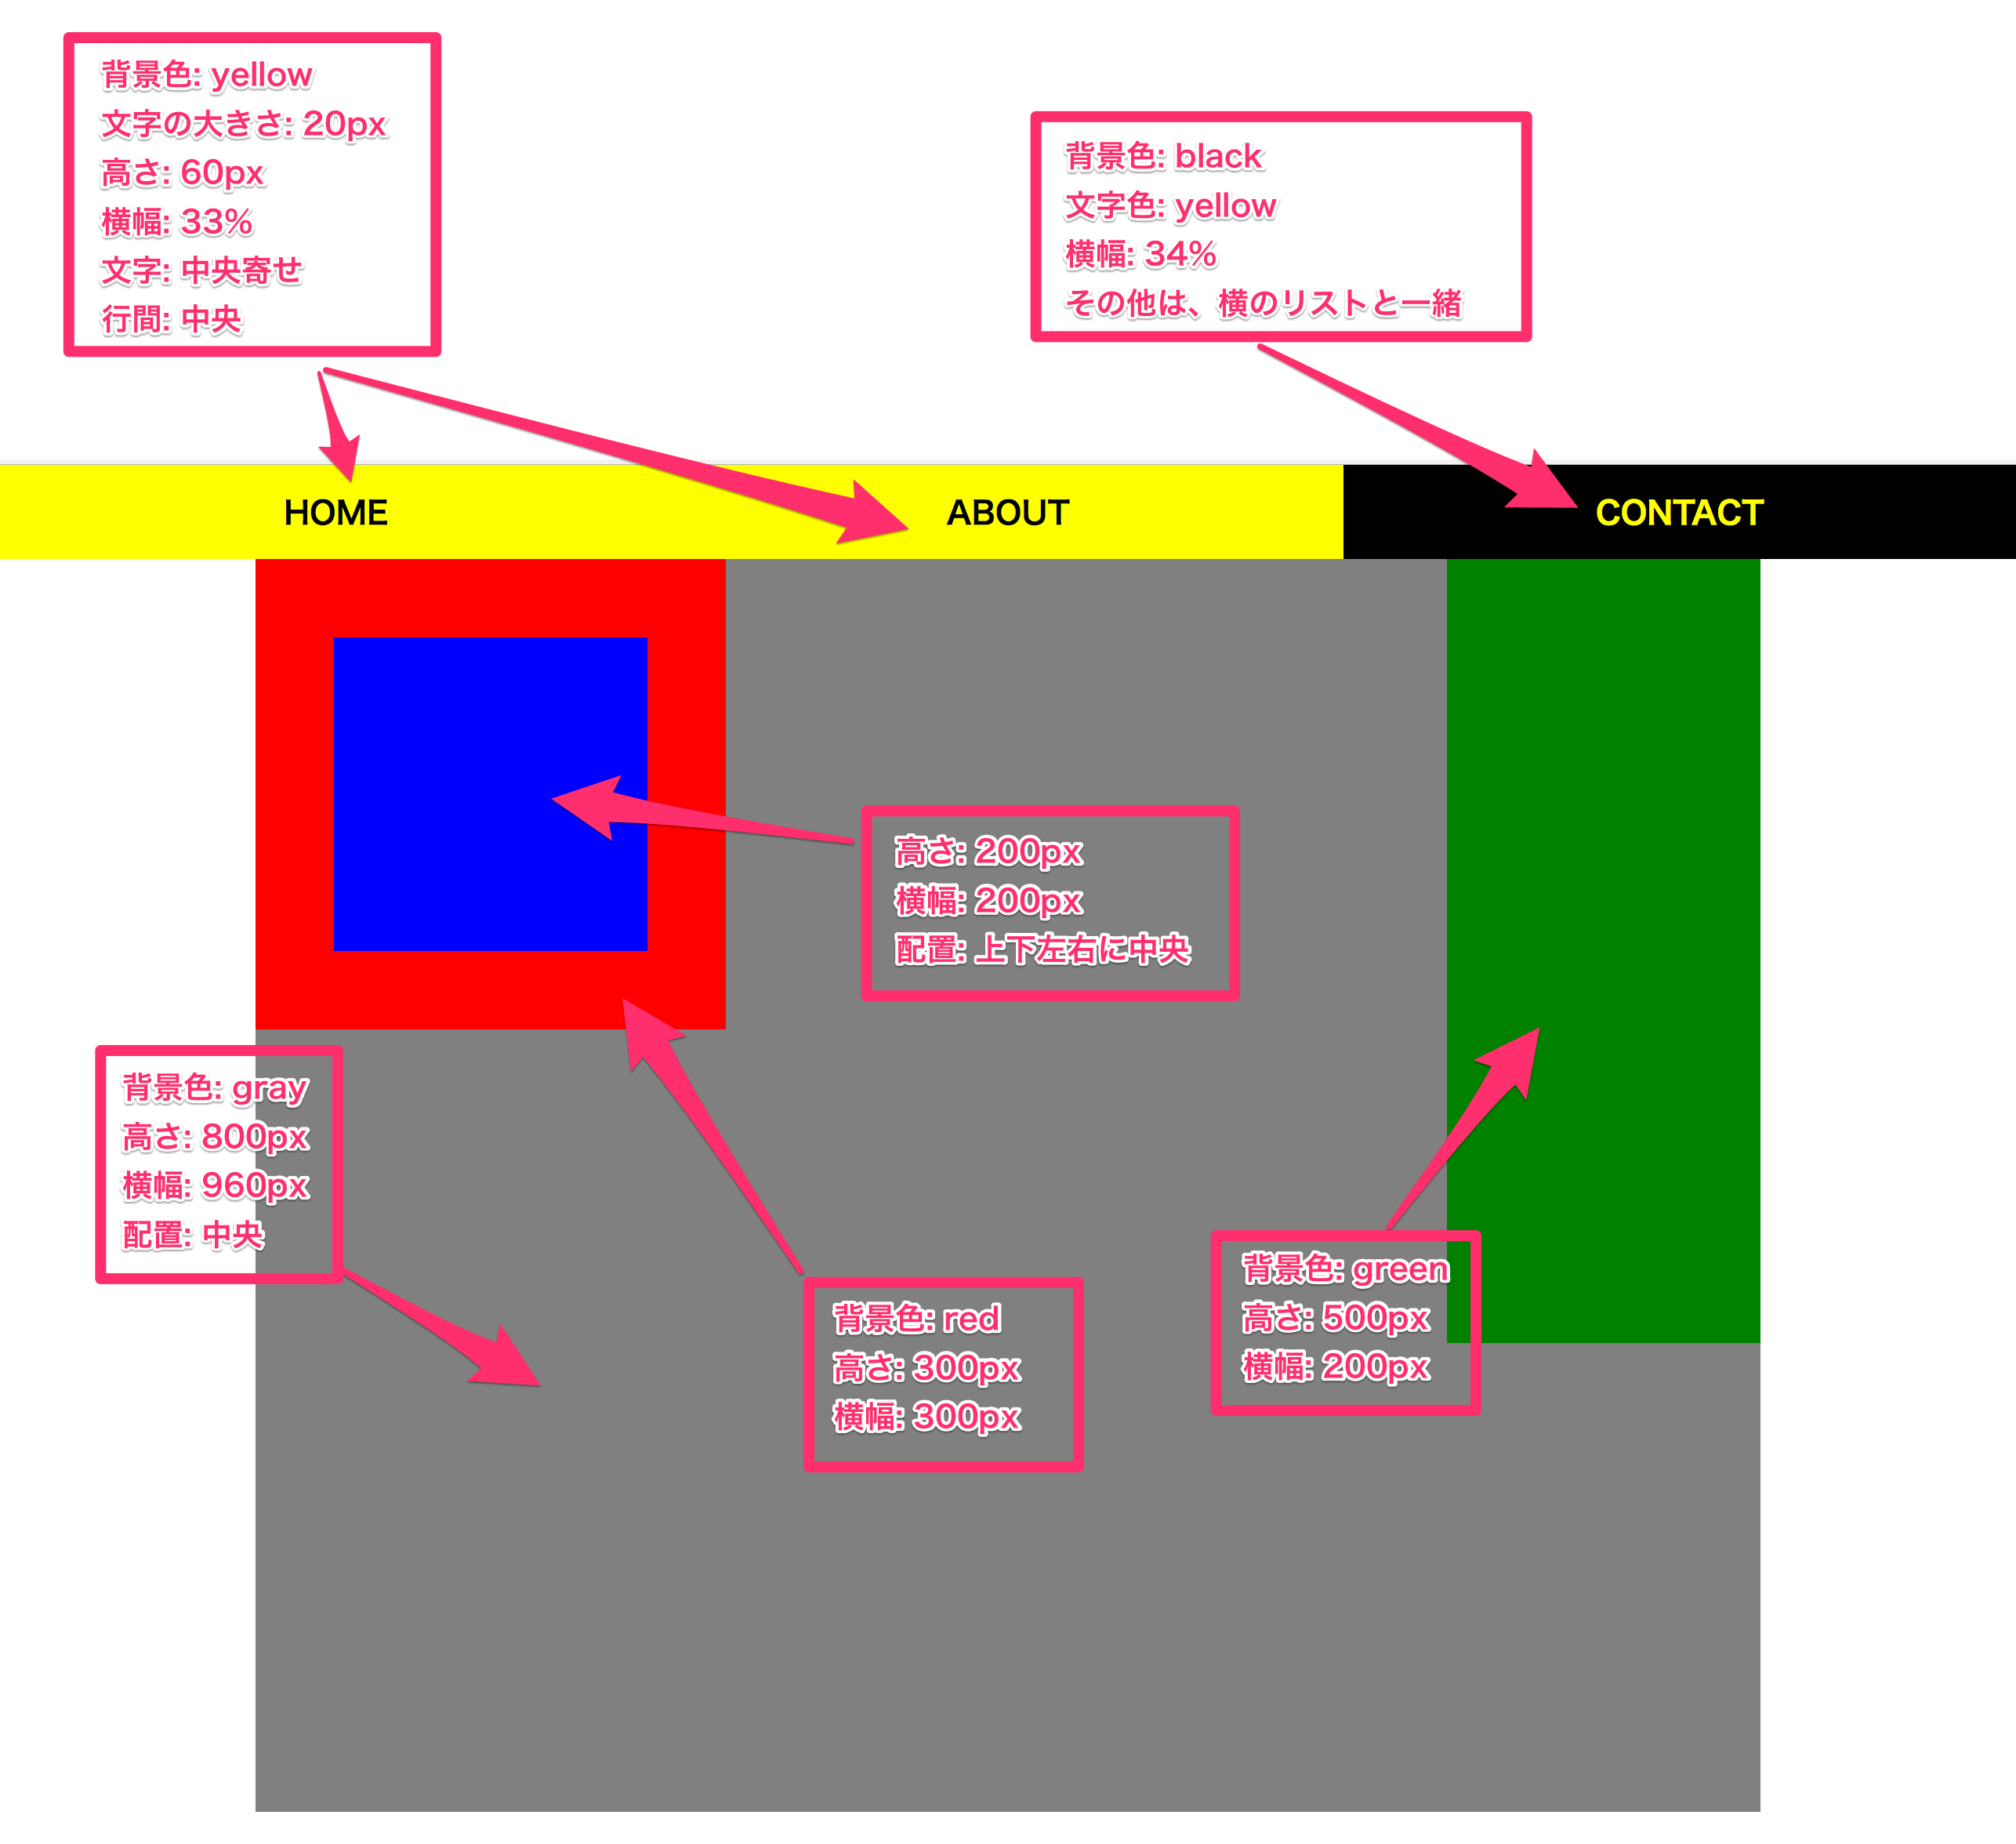 背景色: yellow
文字の大きさ: 20px
高さ: 60px
横幅: 33%
文字: 中央寄せ
行間: 中央
背景色: black
文字色: yellow
横幅: 34%
その他は、横のリストと一緒
HOME
ABOUT
CONTACT
高さ: 200px
横幅: 200px
配置: 上下左右に中央
背景色: gray
高さ: 800px
横幅: 960px
配置: 中央
背景色: red
高さ: 300px
横幅: 300px
背景色: green
高さ: 500px
横幅: 200px